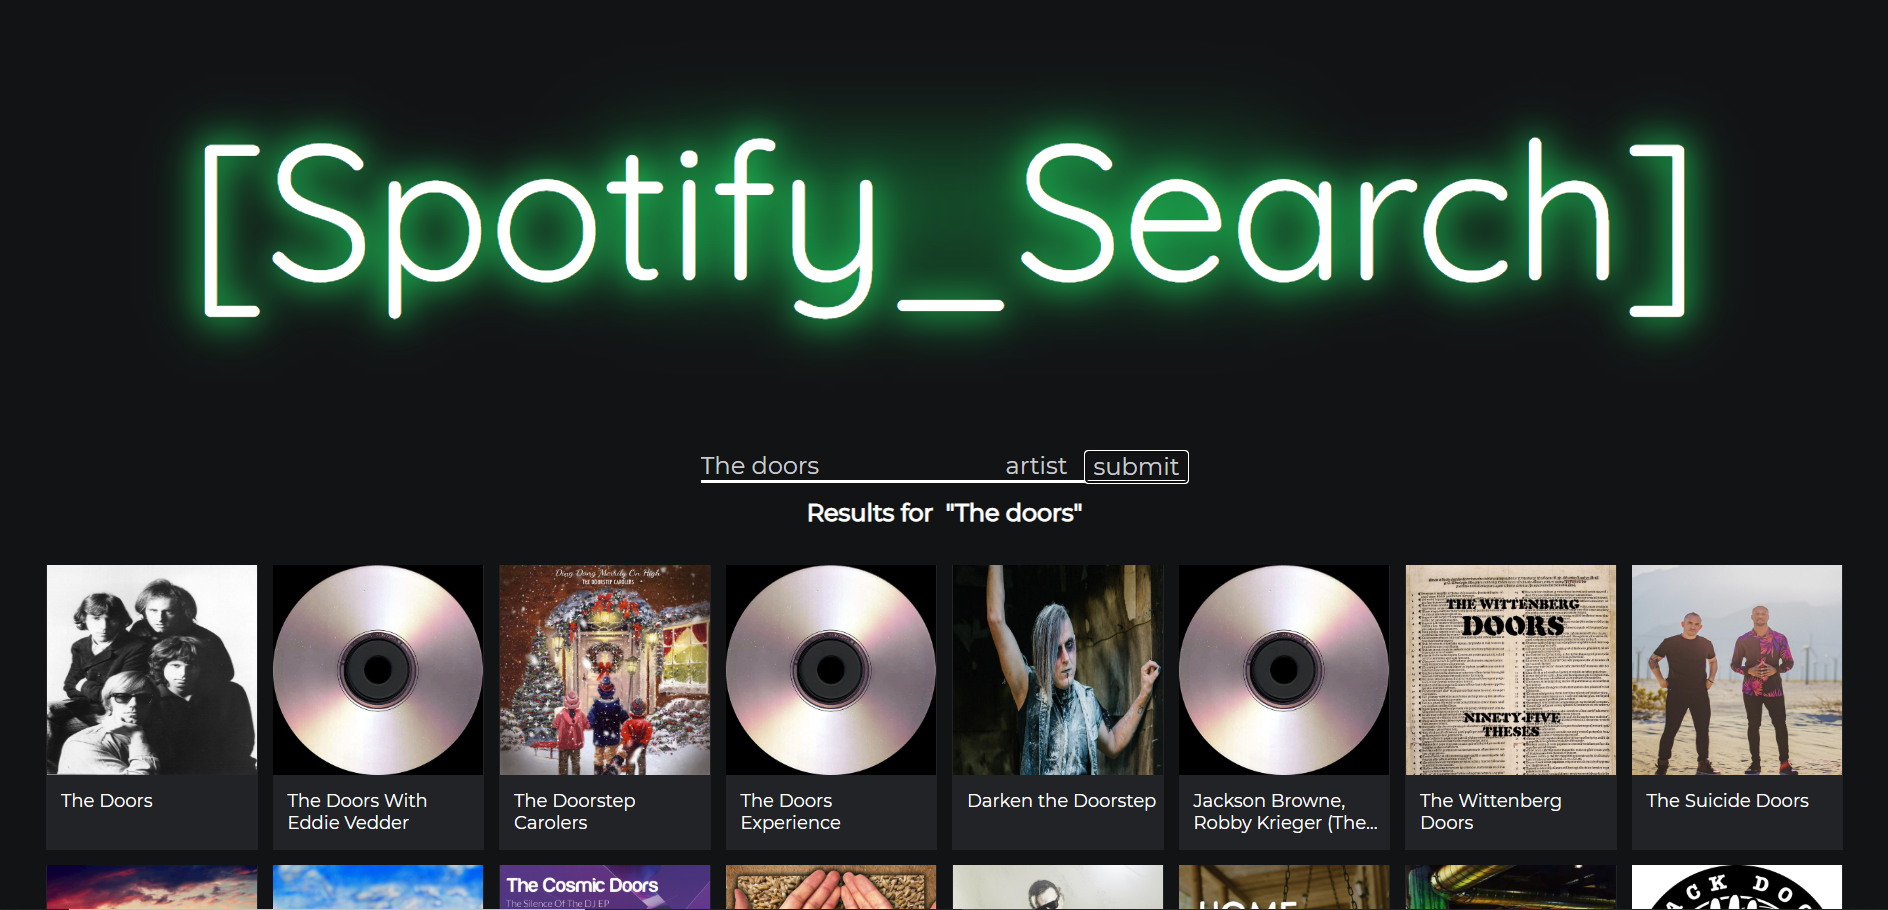 [Spotify_Search]
The doors artist submit
Results for "The doors"
Ding Dong Merrily On High
THE DOORSTEP CAROLERS
THE WITTENBERG
DOORS
NINETY-FIVE
THESES
The Doors
The Doors With
Eddie Vedder
The Doorstep
Carolers
The Doors
Experience
Darken the Doorstep
Jackson Browne,
Robby Krieger (The...
The Wittenberg
Doors
The Suicide Doors
The Cosmic Doors
The Silence Of The DJ EP
HOME
ACK DOO